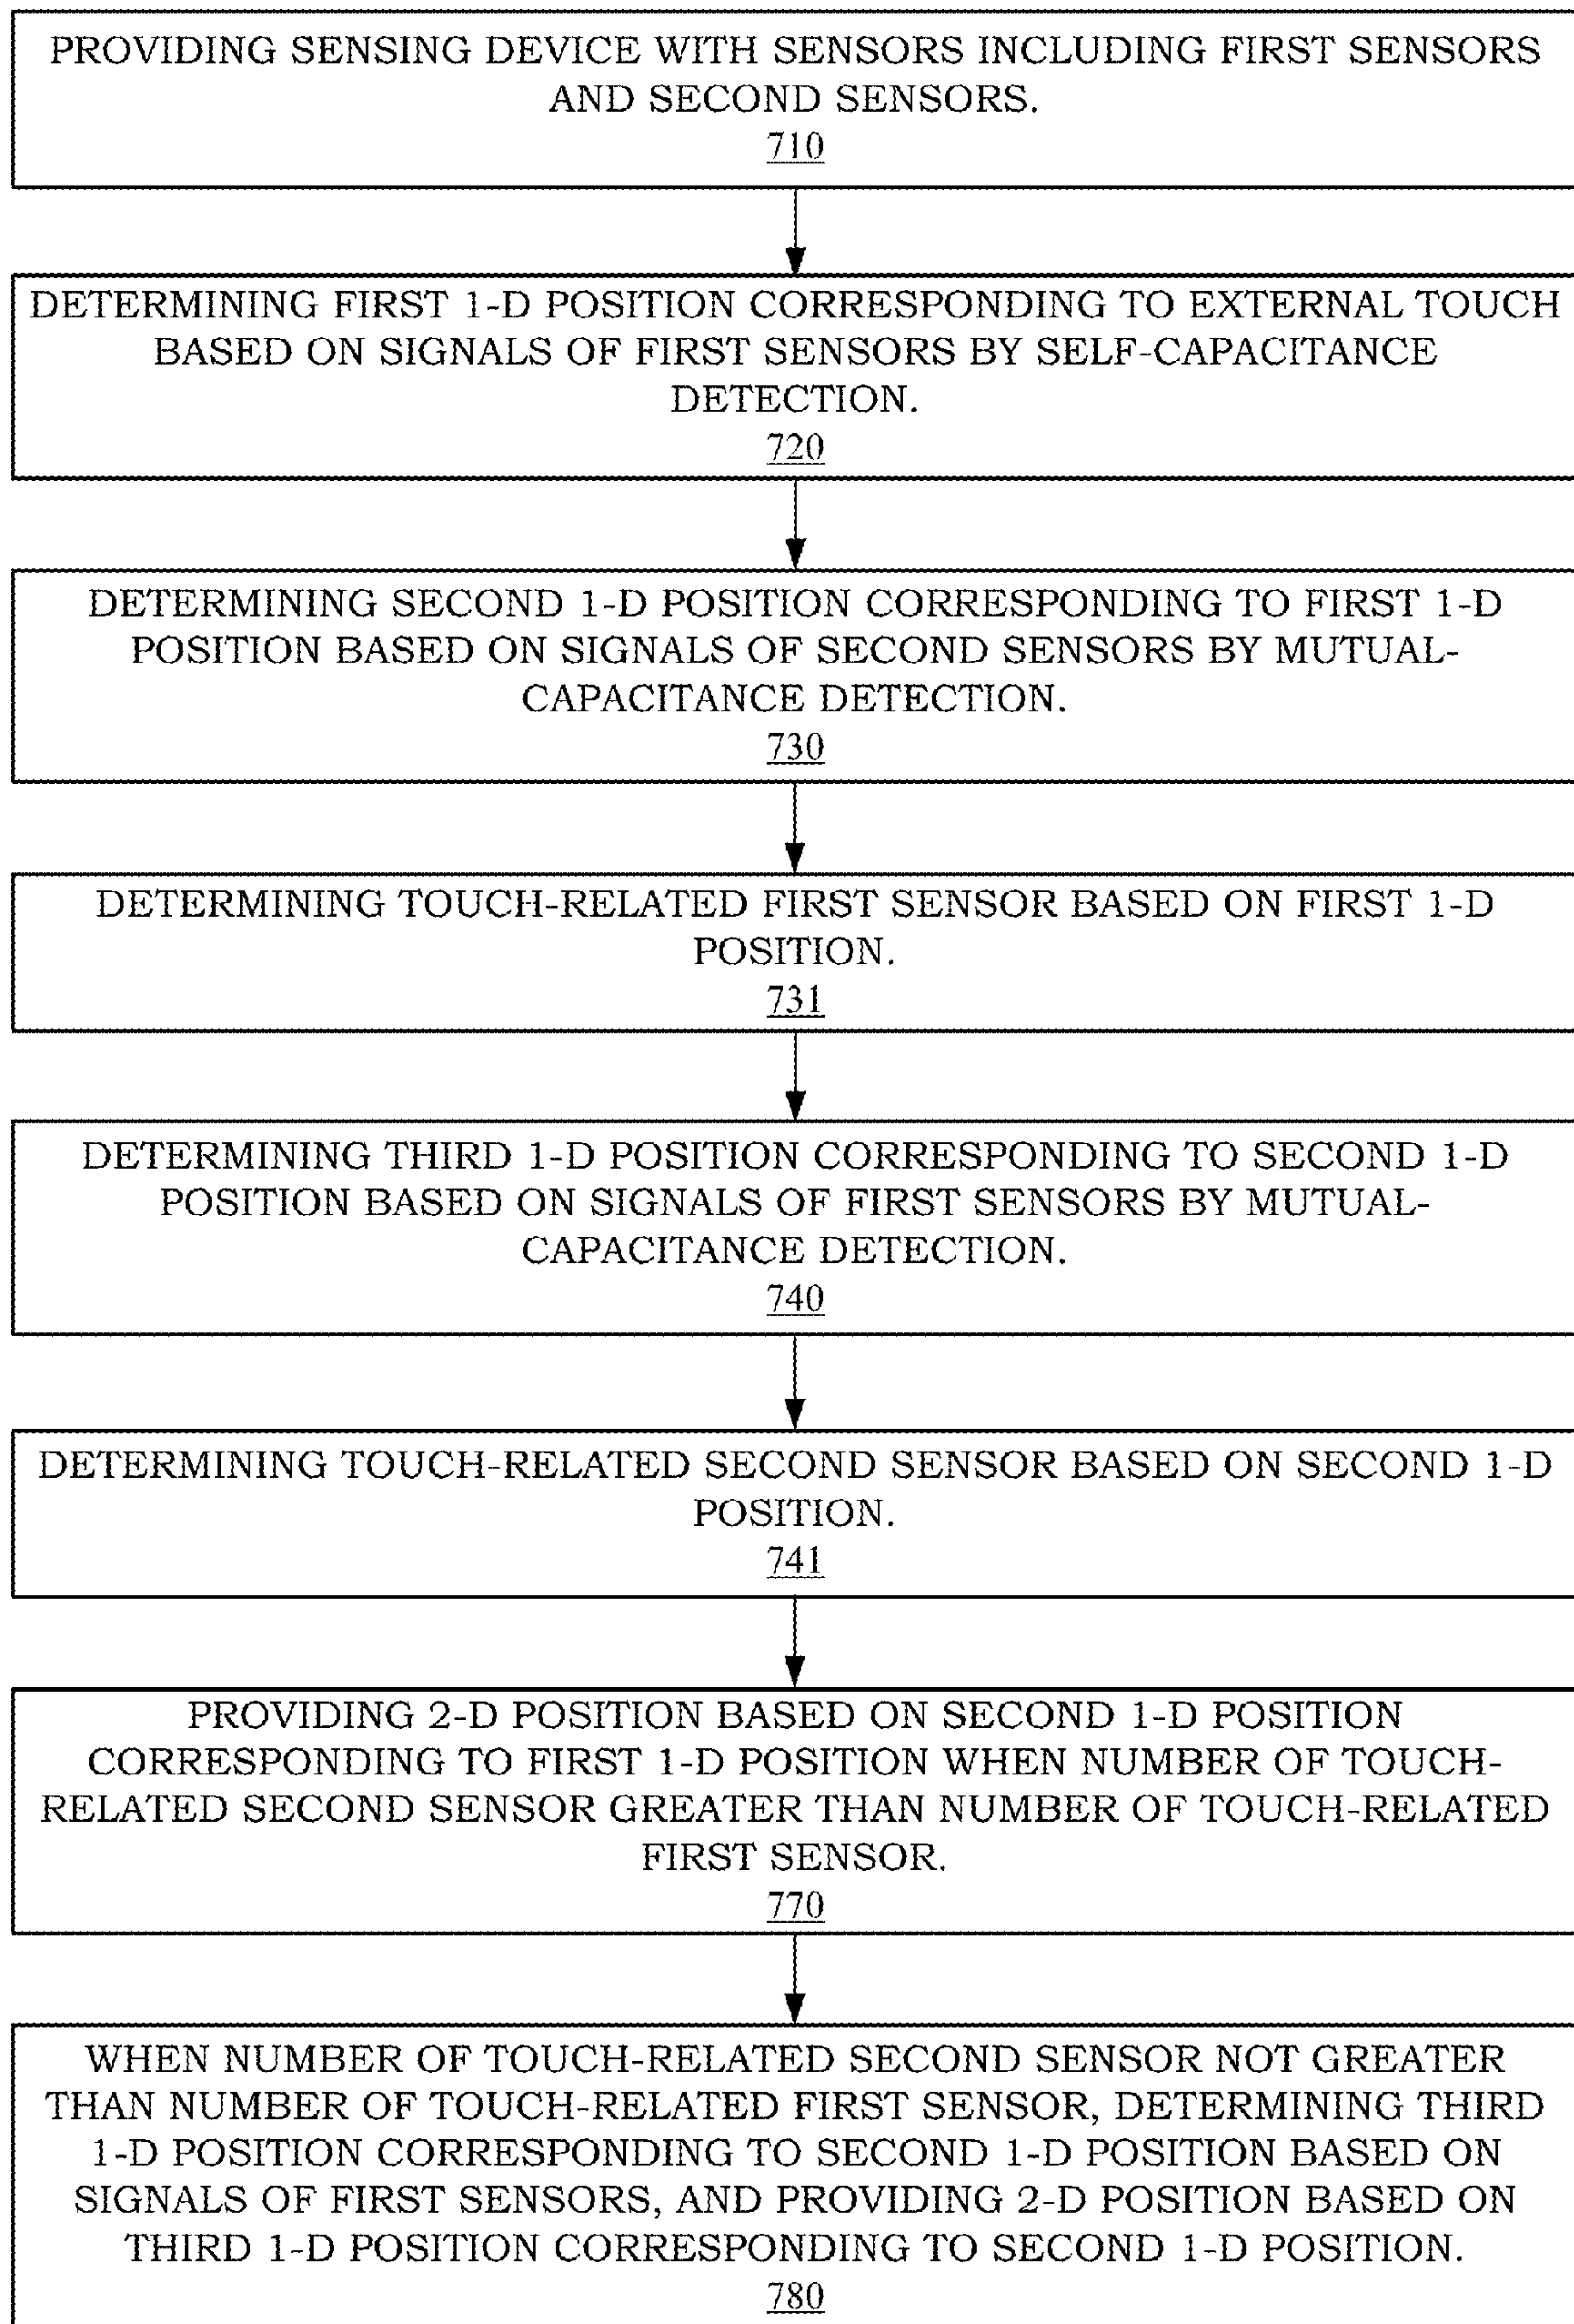 PROVIDING SENSING DEVICE WITH SENSORS INCLUDING FIRST SENSORS
AND SECOND SENSORS.
710
DETERMINING FIRST 1-D POSITION CORRESPONDING TO EXTERNAL TOUCH
BASED ON SIGNALS OF FIRST SENSORS BY SELF-CAPACITANCE
DETECTION.
720
DETERMINING SECOND 1-D POSITION CORRESPONDING TO FIRST 1-D
POSITION BASED ON SIGNALS OF SECOND SENSORS BY MUTUAL-
CAPACITANCE DETECTION.
730
DETERMINING TOUCH-RELATED FIRST SENSOR BASED ON FIRST 1-D
POSITION.
731
DETERMINING THIRD 1-D POSITION CORRESPONDING TO SECOND 1-D
POSITION BASED ON SIGNALS OF FIRST SENSORS BY MUTUAL-
CAPACITANCE DETECTION.
740
DETERMINING TOUCH-RELATED SECOND SENSOR BASED ON SECOND 1-D
POSITION.
741
PROVIDING 2-D POSITION BASED ON SECOND 1-D POSITION
CORRESPONDING TO FIRST 1-D POSITION WHEN NUMBER OF TOUCH-
RELATED SECOND SENSOR GREATER THAN NUMBER OF TOUCH-RELATED
FIRST SENSOR.
770
WHEN NUMBER OF TOUCH-RELATED SECOND SENSOR NOT GREATER
THAN NUMBER OF TOUCH-RELATED FIRST SENSOR, DETERMINING THIRD
1-D POSITION CORRESPONDING TO SECOND 1-D POSITION BASED ON
SIGNALS OF FIRST SENSORS, AND PROVIDING 2-D POSITION BASED ON
THIRD 1-D POSITION CORRESPONDING TO SECOND 1-D POSITION.
780